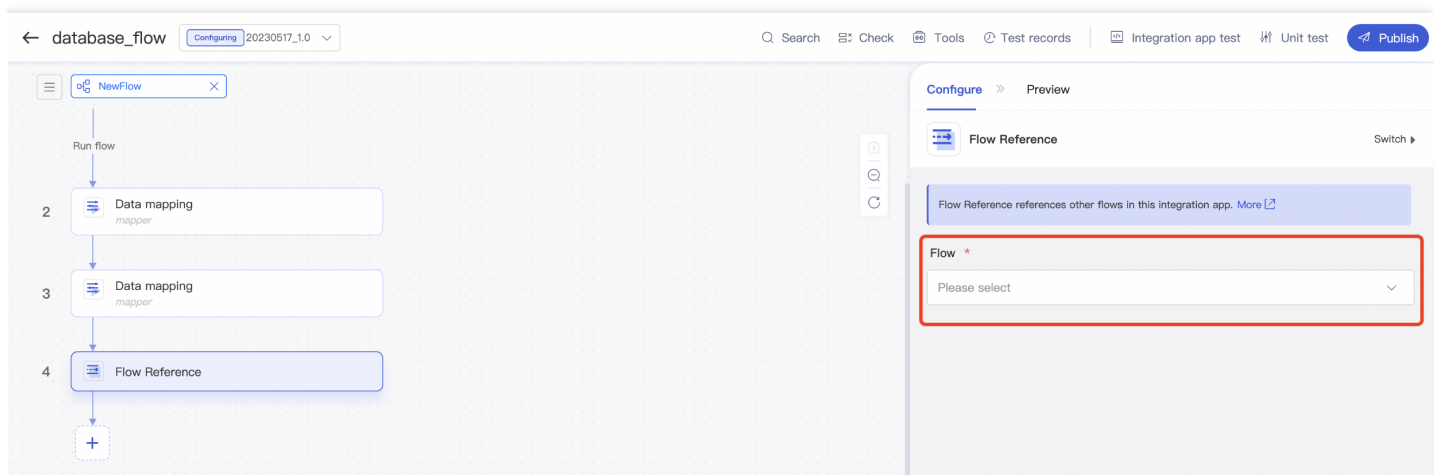 database_flow Configuring 20230517_1.0 Search Check Tools Test records Integration app test Unit test Publish
NewFlow
Run flow
2 Data mapping
mapper
3 Data mapping
mapper
4 Flow Reference
Configure Preview
Flow Reference Switch
Flow Reference references other flows in this integration app. More
Flow *
Please select